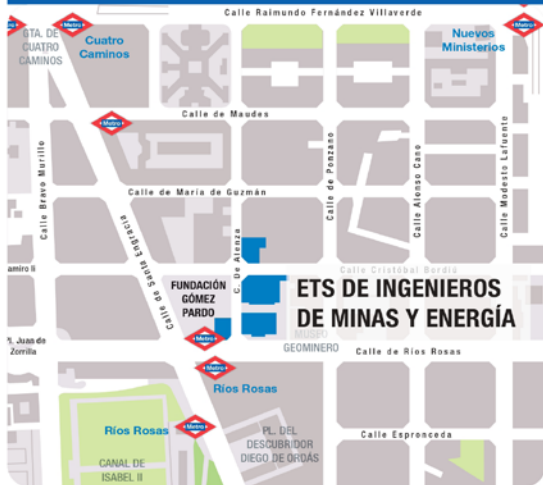 Calle Raimundo Fernández Villaverde
Metro
Metro
Metro
GTA. DE
CUATRO
CAMINOS
Cuatro
Caminos
Nuevos
Ministerios
Metro
Calle de Maudes
Calle Bravo Murillo
Calle de María de Guzmán
Calle de Ponzano
Calle Alonso Cano
Calle Modesto Lafuente
Calle de Santa Engracia
C. De Alenza
amiro II
Calle Cristóbal Bordiú
FUNDACIÓN
GÓMEZ
PARDO
ETS DE INGENIEROS
DE MINAS Y ENERGÍA
MUSEO
GEOMINERO
Metro
Pl. Juan de
Zorrilla
Calle de Ríos Rosas
Metro
Ríos Rosas
Metro
Ríos Rosas
PL. DEL
DESCUBRIDOR
DIEGO DE ORDÁS
Calle Espronceda
CANAL DE
ISABEL II